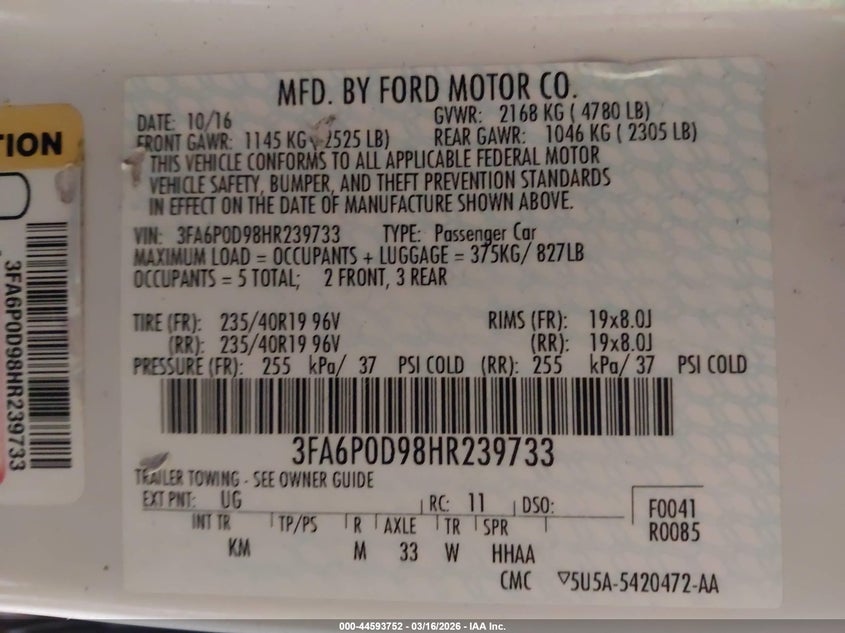 MFD. BY FORD MOTOR CO.
DATE: 10/16 GVWR: 2168 KG ( 4780 LB)
FRONT GAWR: 1145 KG 2525 LB) REAR GAWR: 1046 KG ( 2305 LB)
THIS VEHICLE CONFORMS TO ALL APPLICABLE FEDERAL MOTOR
VEHICLE SAFETY, BUMPER, AND THEFT PREVENTION STANDARDS
IN EFFECT ON THE DATE OF MANUFACTURE SHOWN ABOVE.
VIN: 3FA6P0D98HR239733 TYPE: Passenger Car
MAXIMUM LOAD = OCCUPANTS + LUGGAGE = 375KG/ 827LB
OCCUPANTS = 5 TOTAL; 2 FRONT, 3 REAR
TIRE (FR): 235/40R19 96V RIMS (FR): 19x8.0J
(RR): 235/40R19 96V (RR): 19x8.0J
PRESSURE (FR): 255 kPa/ 37 PSI COLD (RR): 255 kPa/ 37 PSI COLD
3FA6P0D98HR239733
TRAILER TOWING - SEE OWNER GUIDE
EXT PNT: UG RC: 11 DSO: F0041
INT TR TP/PS R AXLE TR SPR R0085
KM M 33 W HHAA
CMC ▽5U5A-5420472-AA
TION
3FA6P0D98HR239733
000-44593752 - 03/16/2026 - IAA Inc.